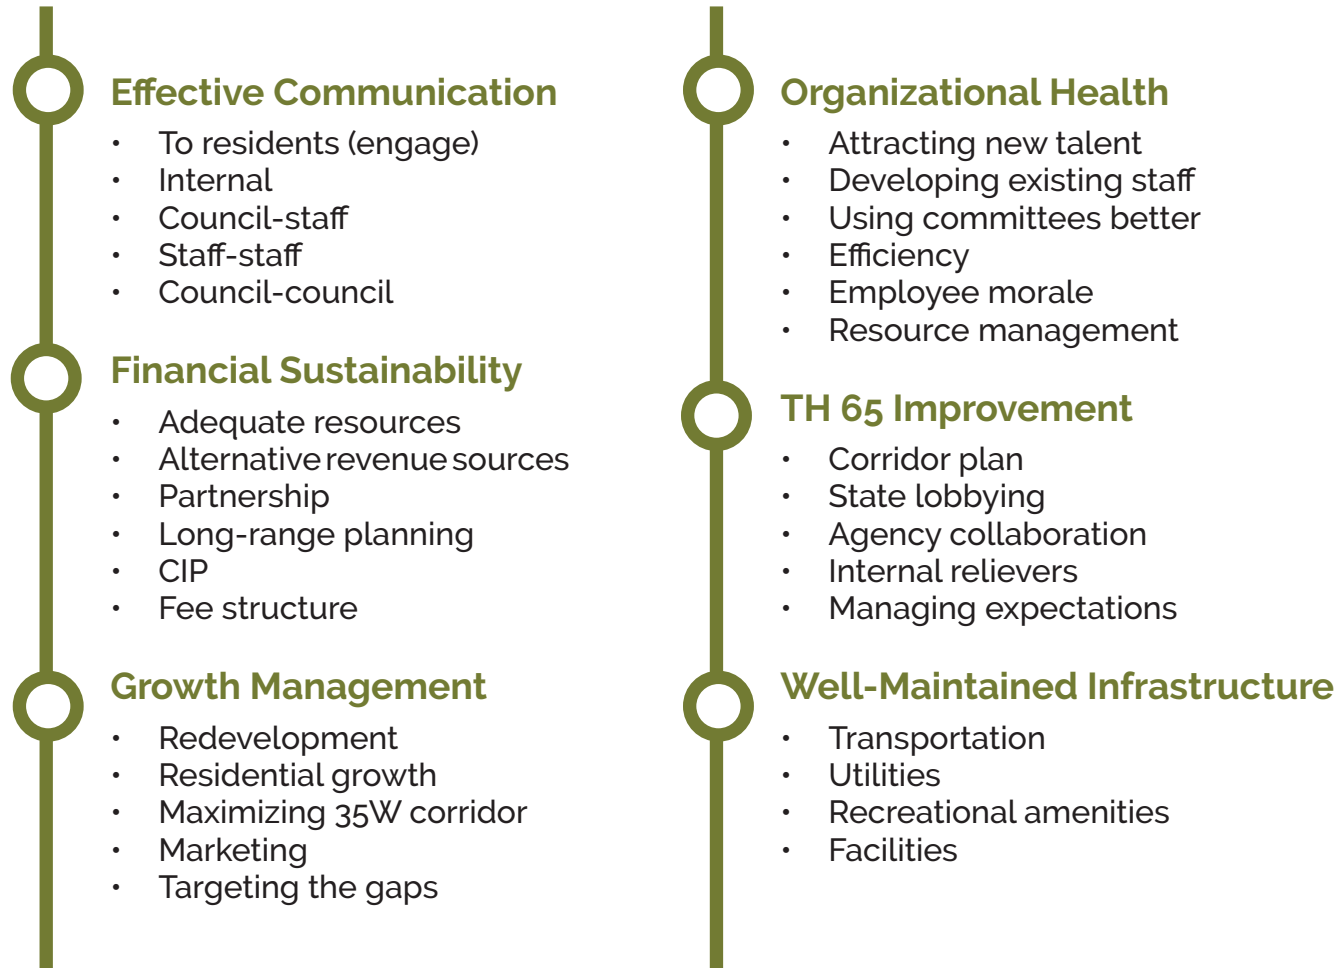 Effective Communication
• To residents (engage)
• Internal
• Council-staff
• Staff-staff
• Council-council
Financial Sustainability
• Adequate resources
• Alternative revenue sources
• Partnership
• Long-range planning
• CIP
• Fee structure
Growth Management
• Redevelopment
• Residential growth
• Maximizing 35W corridor
• Marketing
• Targeting the gaps
Organizational Health
• Attracting new talent
• Developing existing staff
• Using committees better
• Efficiency
• Employee morale
• Resource management
TH 65 Improvement
• Corridor plan
• State lobbying
• Agency collaboration
• Internal relievers
• Managing expectations
Well-Maintained Infrastructure
• Transportation
• Utilities
• Recreational amenities
• Facilities